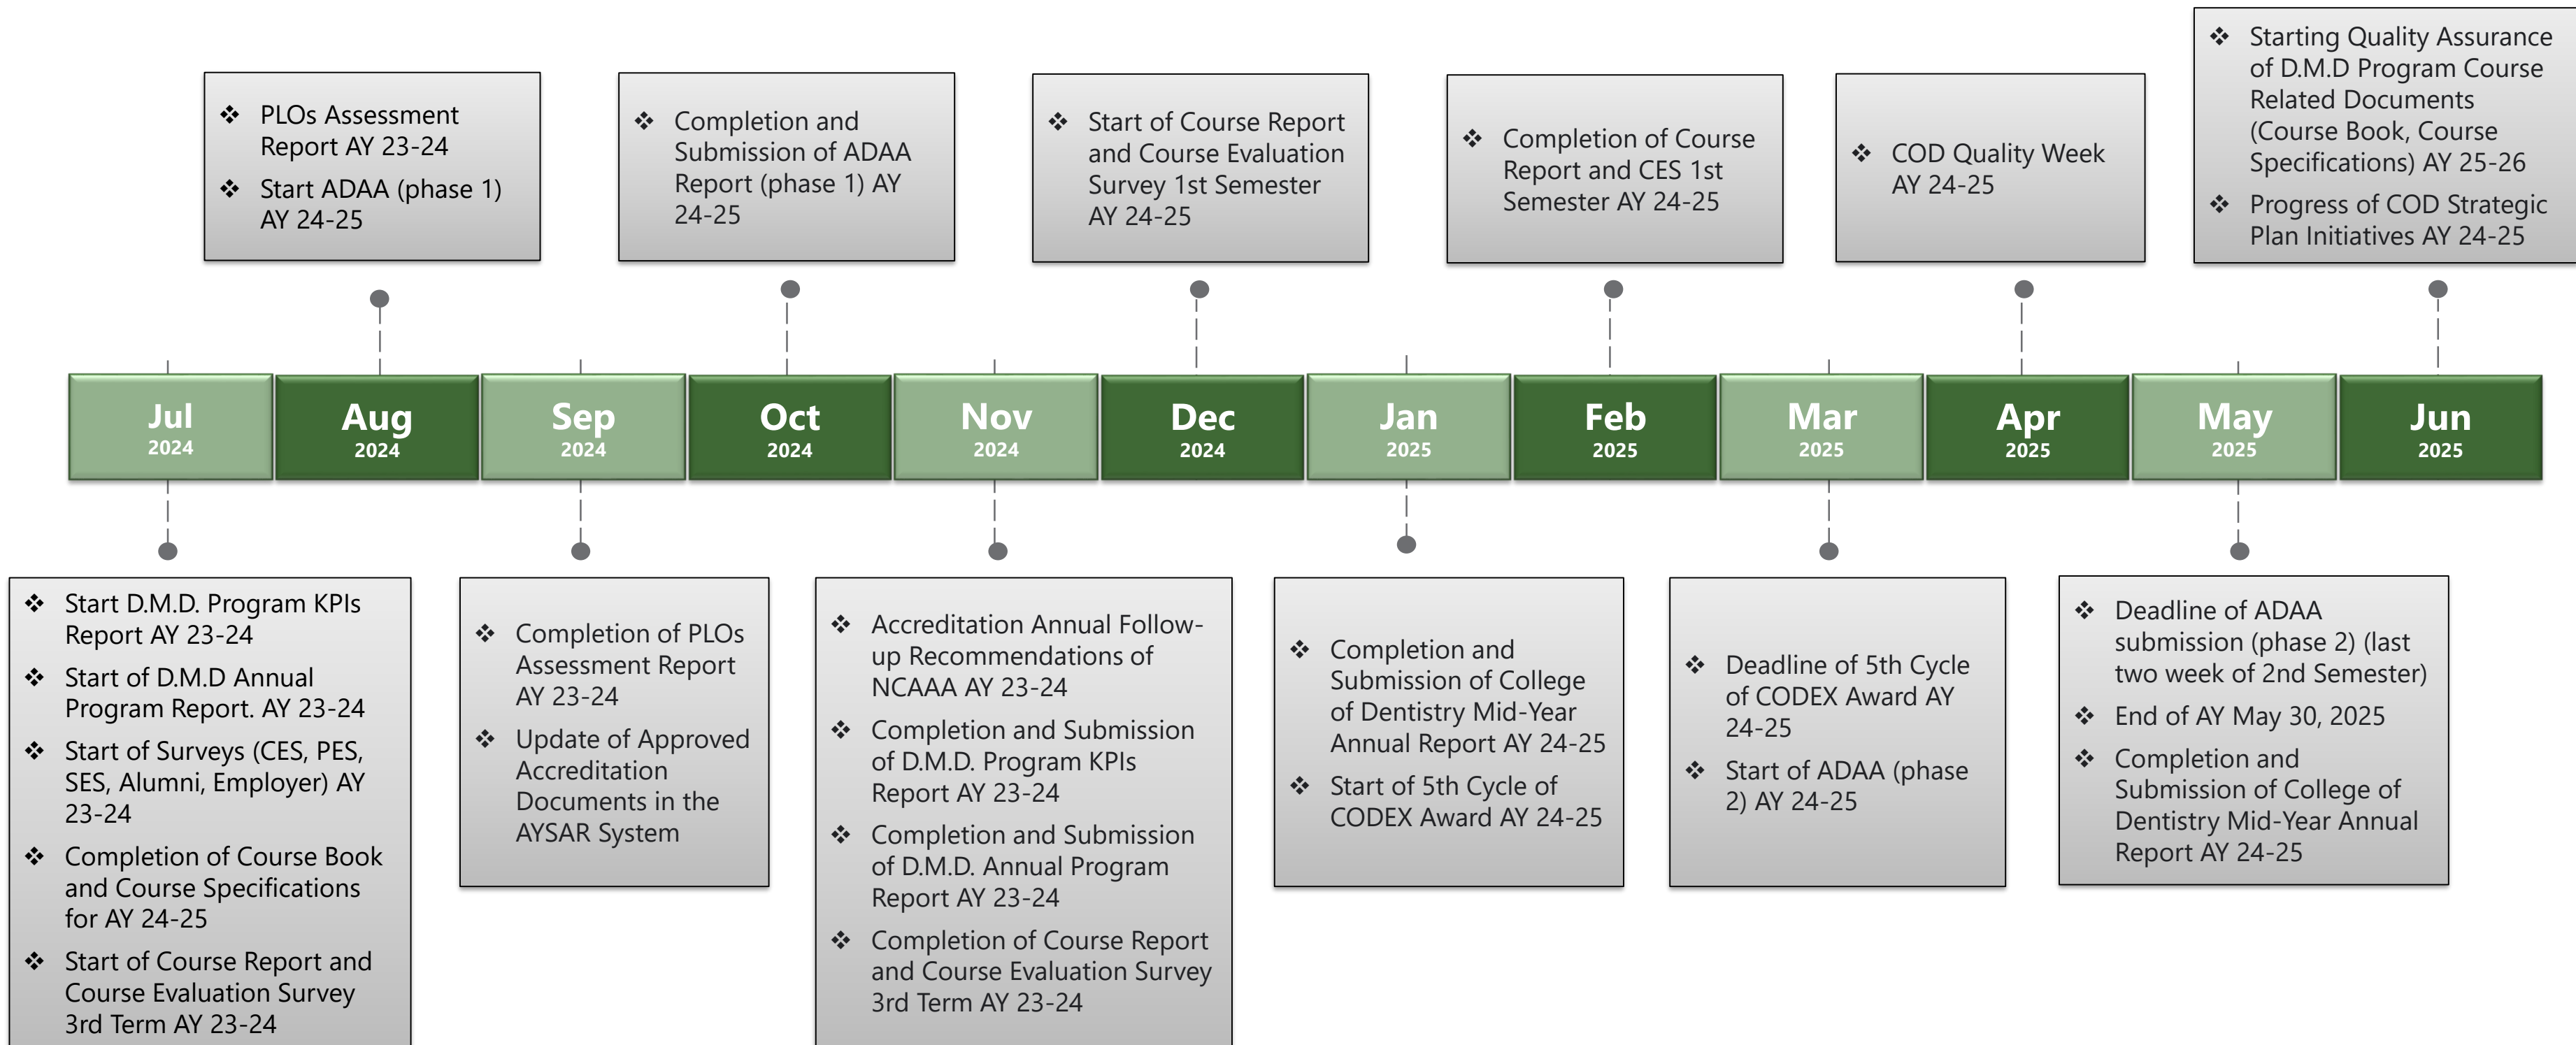 ❖ PLOs Assessment
Report AY 23-24
❖ Start ADAA (phase 1)
AY 24-25
❖ Completion and
Submission of ADAA
Report (phase 1) AY
24-25
❖ Start of Course Report
and Course Evaluation
Survey 1st Semester
AY 24-25
❖ Completion of Course
Report and CES 1st
Semester AY 24-25
❖ COD Quality Week
AY 24-25
❖ Starting Quality Assurance
of D.M.D Program Course
Related Documents
(Course Book, Course
Specifications) AY 25-26
❖ Progress of COD Strategic
Plan Initiatives AY 24-25
Jul
2024
Aug
2024
Sep
2024
Oct
2024
Nov
2024
Dec
2024
Jan
2025
Feb
2025
Mar
2025
Apr
2025
May
2025
Jun
2025
❖ Start D.M.D. Program KPIs
Report AY 23-24
❖ Start of D.M.D Annual
Program Report. AY 23-24
❖ Start of Surveys (CES, PES,
SES, Alumni, Employer) AY
23-24
❖ Completion of Course Book
and Course Specifications
for AY 24-25
❖ Start of Course Report and
Course Evaluation Survey
3rd Term AY 23-24
❖ Completion of PLOs
Assessment Report
AY 23-24
❖ Update of Approved
Accreditation
Documents in the
AYSAR System
❖ Accreditation Annual Follow-
up Recommendations of
NCAAA AY 23-24
❖ Completion and Submission
of D.M.D. Program KPIs
Report AY 23-24
❖ Completion and Submission
of D.M.D. Annual Program
Report AY 23-24
❖ Completion of Course Report
and Course Evaluation Survey
3rd Term AY 23-24
❖ Completion and
Submission of College
of Dentistry Mid-Year
Annual Report AY 24-25
❖ Start of 5th Cycle of
CODEX Award AY 24-25
❖ Deadline of 5th Cycle
of CODEX Award AY
24-25
❖ Start of ADAA (phase
2) AY 24-25
❖ Deadline of ADAA
submission (phase 2) (last
two week of 2nd Semester)
❖ End of AY May 30, 2025
❖ Completion and
Submission of College of
Dentistry Mid-Year Annual
Report AY 24-25